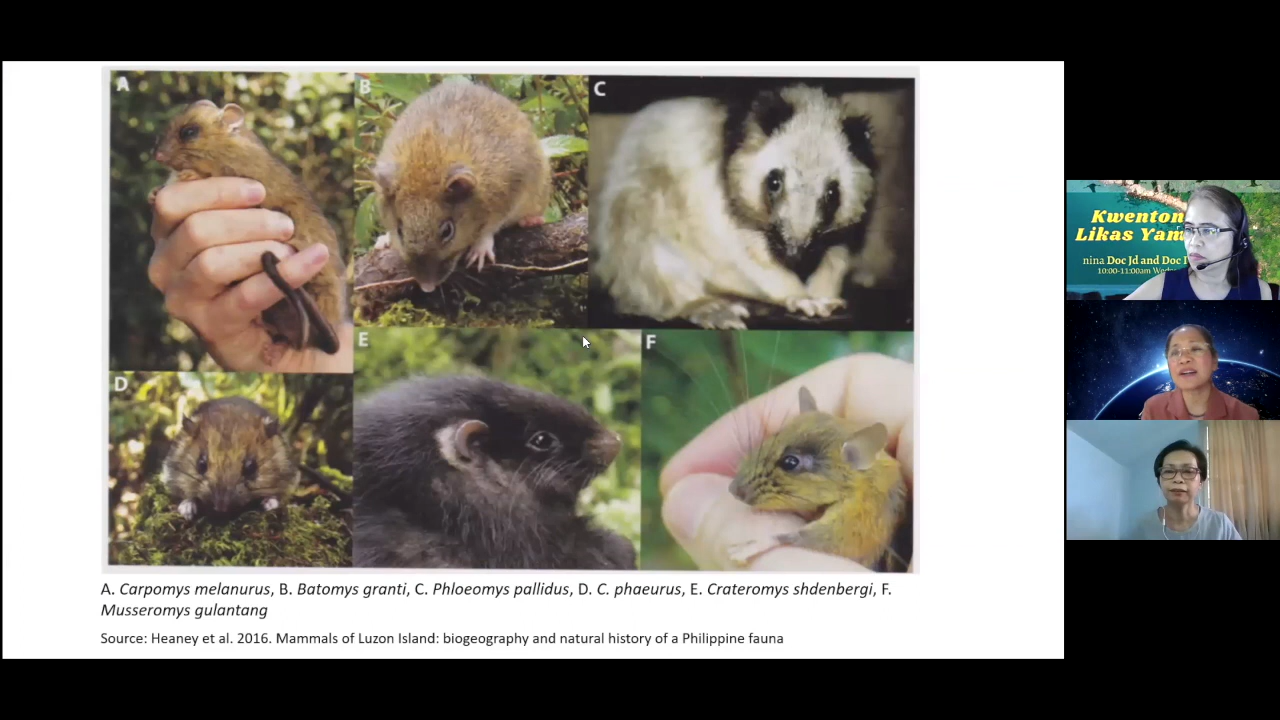 A
B
C
D
E
F
A. Carpomys melanurus, B. Batomys granti, C. Phloeomys pallidus, D. C. phaeurus, E. Crateromys shdenbergi, F.
Musseromys gulantang
Source: Heaney et al. 2016. Mammals of Luzon Island: biogeography and natural history of a Philippine fauna
Kwenton
Likas Yam
nina Doc Jd and Doc
10:00-11:00am